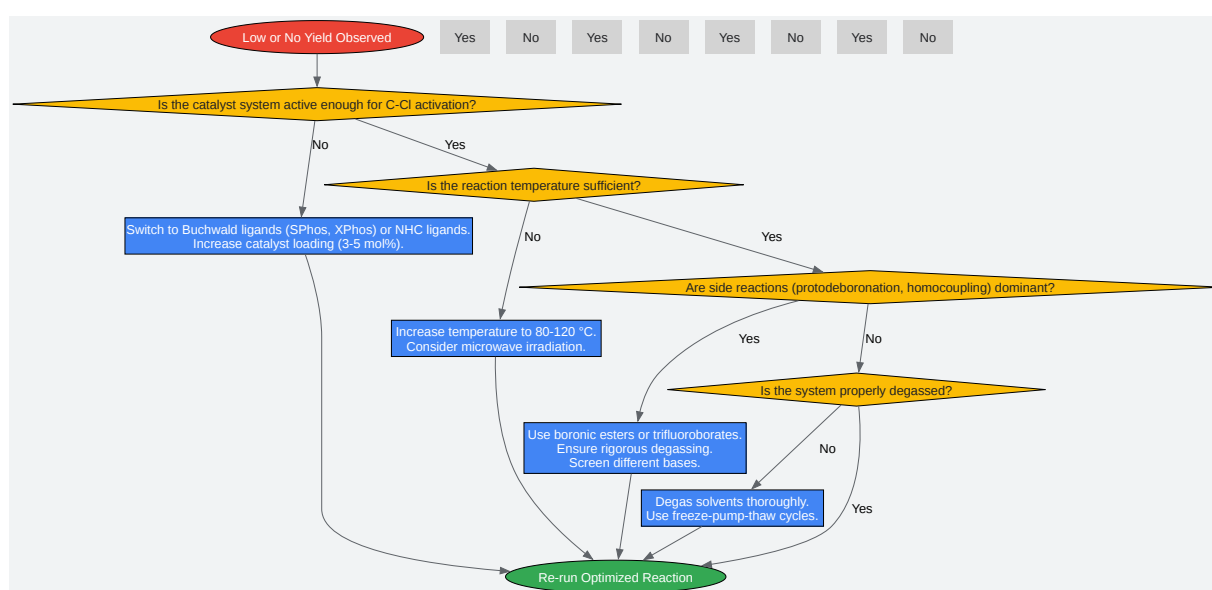 Low or No Yield Observed
Yes
No
Yes
No
Yes
No
Yes
No
Is the catalyst system active enough for C-Cl activation?
No
Yes
Is the reaction temperature sufficient?
Switch to Buchwald ligands (SPhos, XPhos) or NHC ligands.
Increase catalyst loading (3-5 mol%).
No
Yes
Are side reactions (protodeboronation, homocoupling) dominant?
Increase temperature to 80-120 °C.
Consider microwave irradiation.
Yes
No
Is the system properly degassed?
Use boronic esters or trifluoroborates.
Ensure rigorous degassing.
Screen different bases.
No
Degas solvents thoroughly.
Use freeze-pump-thaw cycles.
Yes
Re-run Optimized Reaction